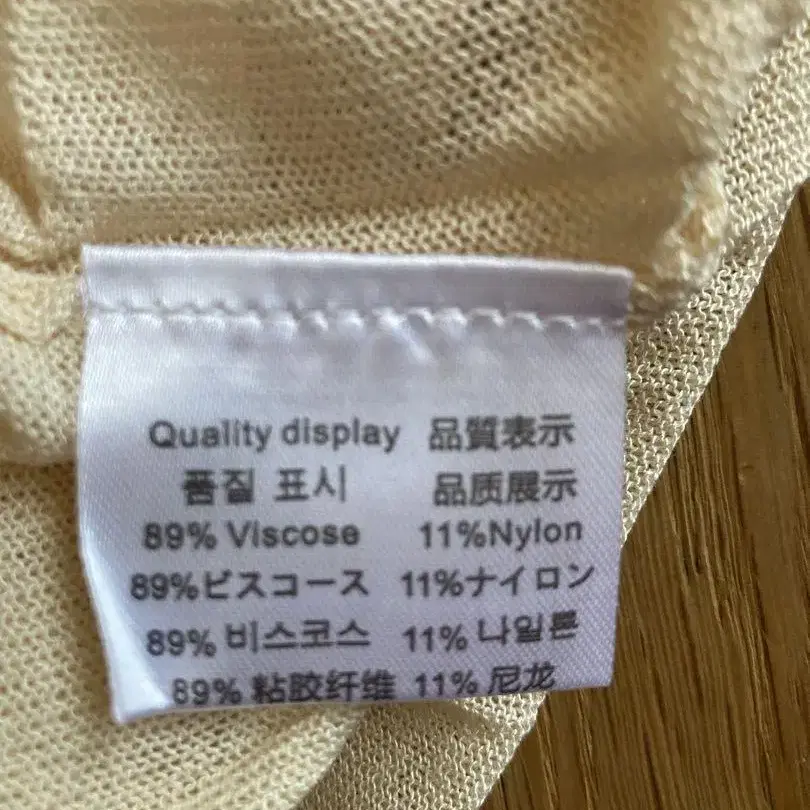 Quality display 品質表示
품질 표시 品质展示
89% Viscose 11%Nylon
89%ビスコース 11%ナイロン
89% 비스코스 11% 나일론
89% 粘胶纤维 11% 尼龙